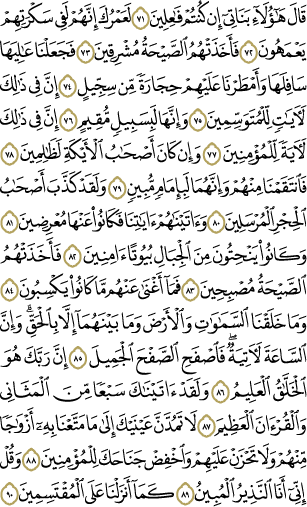 قَالَ هَٰٓؤُلَآءِ بَنَاتِىٓ إِن كُنتُمْ فَٰعِلِينَ ٧١ لَعَمْرُكَ إِنَّهُمْ لَفِى سَكْرَتِهِمْ
يَعْمَهُونَ ٧٢ فَأَخَذَتْهُمُ ٱلصَّيْحَةُ مُشْرِقِينَ ٧٣ فَجَعَلْنَا عَٰلِيَهَا
سَافِلَهَا وَأَمْطَرْنَا عَلَيْهِمْ حِجَارَةً مِّن سِجِّيلٍ ٧٤ إِنَّ فِى ذَٰلِكَ
لَءَايَٰتٍ لِّلْمُتَوَسِّمِينَ ٧٥ وَإِنَّهَا لَبِسَبِيلٍ مُّقِيمٍ ٧٦ إِنَّ فِى ذَٰلِكَ
لَءَايَةً لِّلْمُؤْمِنِينَ ٧٧ وَإِن كَانَ أَصْحَٰبُ ٱلْأَيْكَةِ لَظَٰلِمِينَ ٧٨
فَٱنتَقَمْنَا مِنْهُمْ وَإِنَّهُمَا لَبِإِمَامٍ مُّبِينٍ ٧٩ وَلَقَدْ كَذَّبَ أَصْحَٰبُ
ٱلْحِجْرِ ٱلْمُرْسَلِينَ ٨٠ وَءَاتَيْنَٰهُمْ ءَايَٰتِنَا فَكَانُوا۟ عَنْهَا مُعْرِضِينَ ٨١
وَكَانُوا۟ يَنْحِتُونَ مِنَ ٱلْجِبَالِ بُيُوتًا ءَامِنِينَ ٨٢ فَأَخَذَتْهُمُ
ٱلصَّيْحَةُ مُصْبِحِينَ ٨٣ فَمَآ أَغْنَىٰ عَنْهُم مَّا كَانُوا۟ يَكْسِبُونَ ٨٤
وَمَا خَلَقْنَا ٱلسَّمَٰوَٰتِ وَٱلْأَرْضَ وَمَا بَيْنَهُمَآ إِلَّا بِٱلْحَقِّ ۗ وَإِنَّ
ٱلسَّاعَةَ لَءَاتِيَةٌ ۖ فَٱصْفَحِ ٱلصَّفْحَ ٱلْجَمِيلَ ٨٥ إِنَّ رَبَّكَ هُوَ
ٱلْخَلَّٰقُ ٱلْعَلِيمُ ٨٦ وَلَقَدْ ءَاتَيْنَٰكَ سَبْعًا مِّنَ ٱلْمَثَانِى
وَٱلْقُرْءَانَ ٱلْعَظِيمَ ٨٧ لَا تَمُدَّنَّ عَيْنَيْكَ إِلَىٰ مَا مَتَّعْنَا بِهِۦٓ أَزْوَٰجًا
مِّنْهُمْ وَلَا تَحْزَنْ عَلَيْهِمْ وَٱخْفِضْ جَنَاحَكَ لِلْمُؤْمِنِينَ ٨٨ وَقُلْ
إِنِّىٓ أَنَا ٱلنَّذِيرُ ٱلْمُبِينُ ٨٩ كَمَآ أَنزَلْنَا عَلَى ٱلْمُقْتَسِمِينَ ٩٠